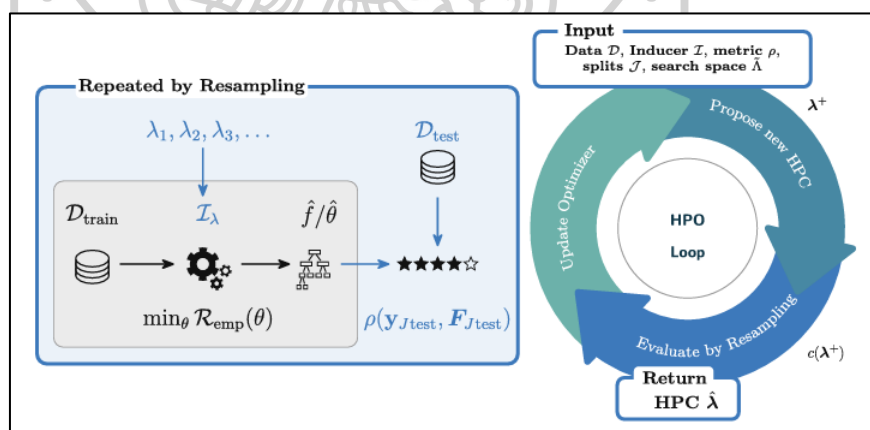 Repeated by Resampling
λ₁, λ₂, λ₃, . . .
𝒟test
𝒟train
ℐλ
f̂/θ̂
minθ ℛemp(θ)
ρ(𝐲Jtest, 𝑭Jtest)
Input
Data 𝒟, Inducer ℐ, metric ρ,
splits 𝒥, search space Λ̃
Propose new HPC
λ⁺
Update Optimizer
HPO
Loop
Evaluate by Resampling
c(λ⁺)
Return
HPC λ̂